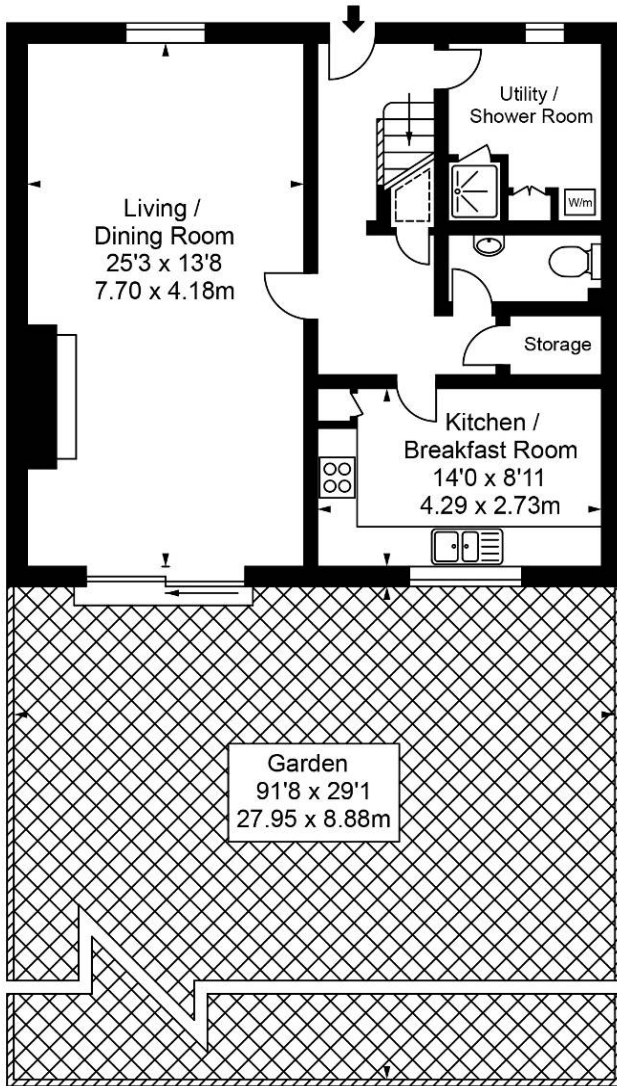 Utility /
Shower Room
W/m
Living /
Dining Room
25'3 x 13'8
7.70 x 4.18m
Storage
Kitchen /
Breakfast Room
14'0 x 8'11
4.29 x 2.73m
Garden
91'8 x 29'1
27.95 x 8.88m